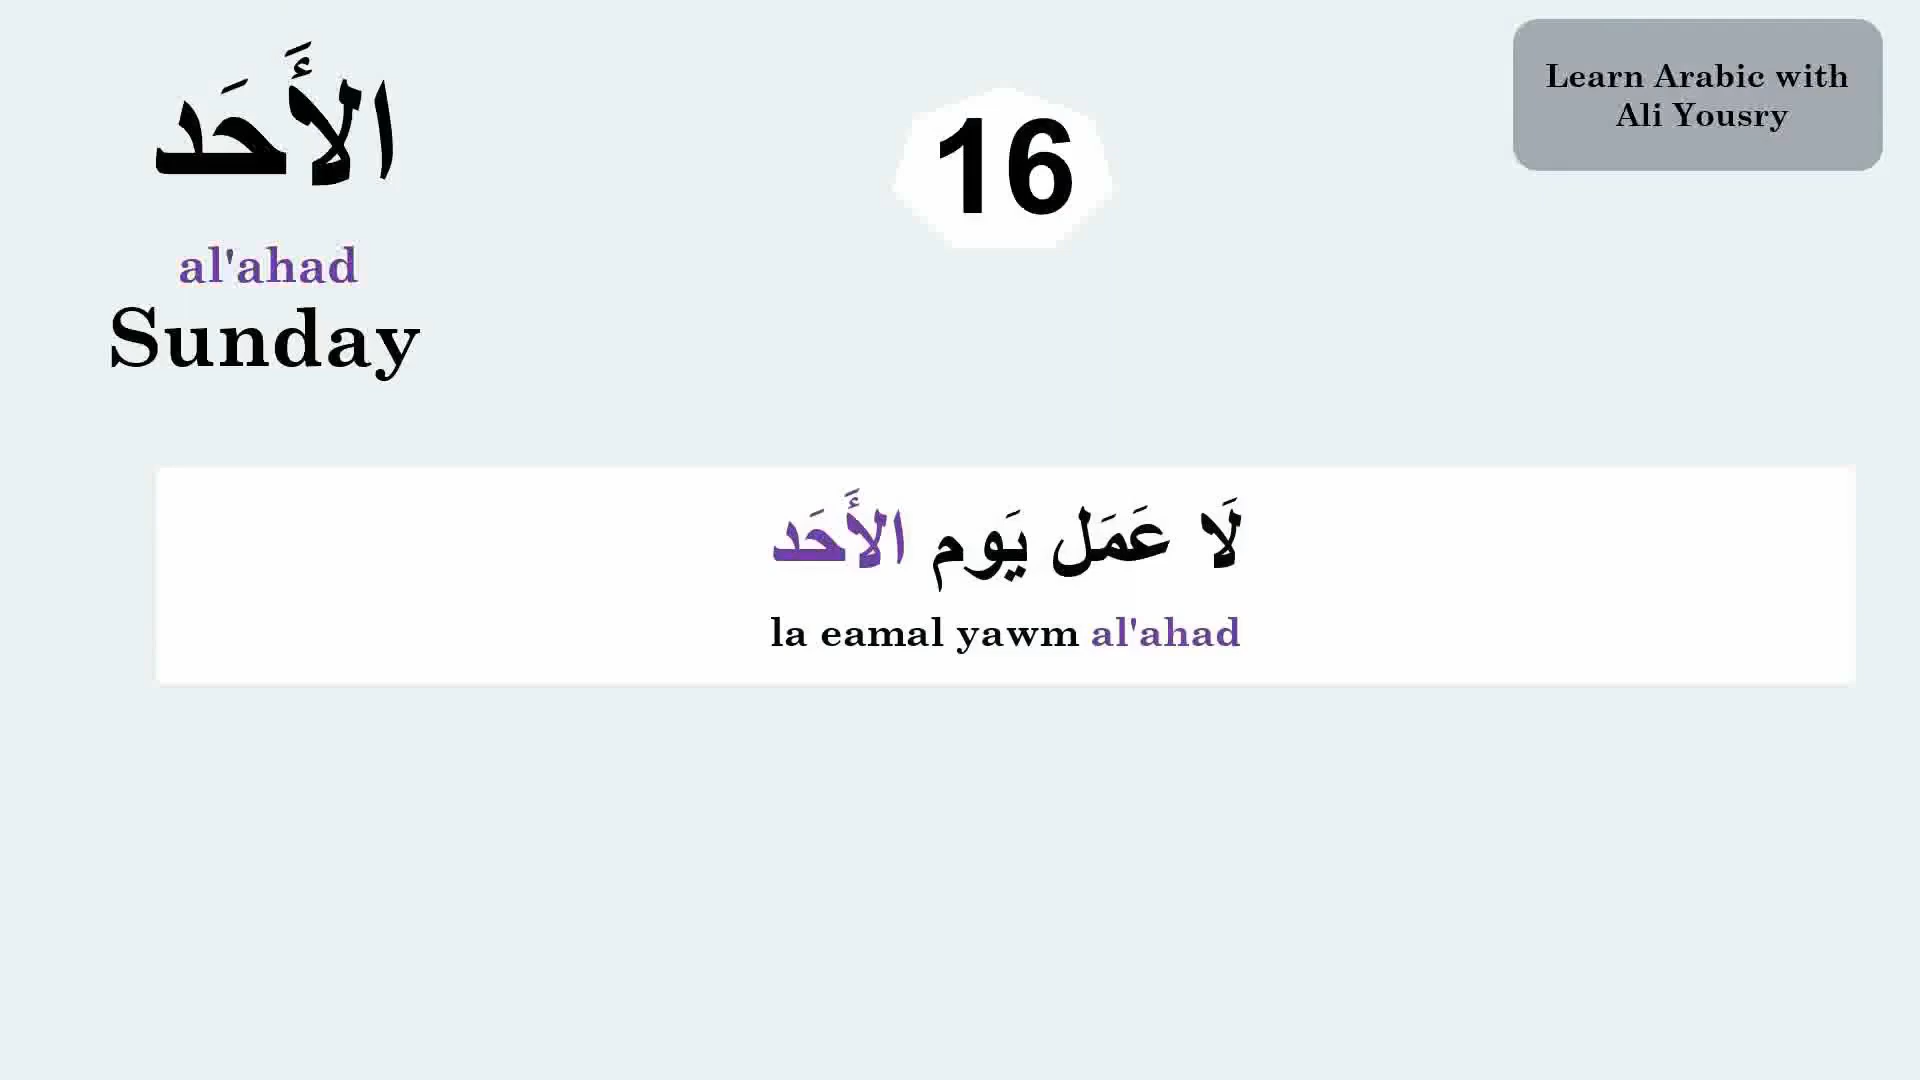 الأَحَد
al'ahad
Sunday
16
Learn Arabic with
Ali Yousry
لَا عَمَل يَوم الأَحَد
la eamal yawm al'ahad